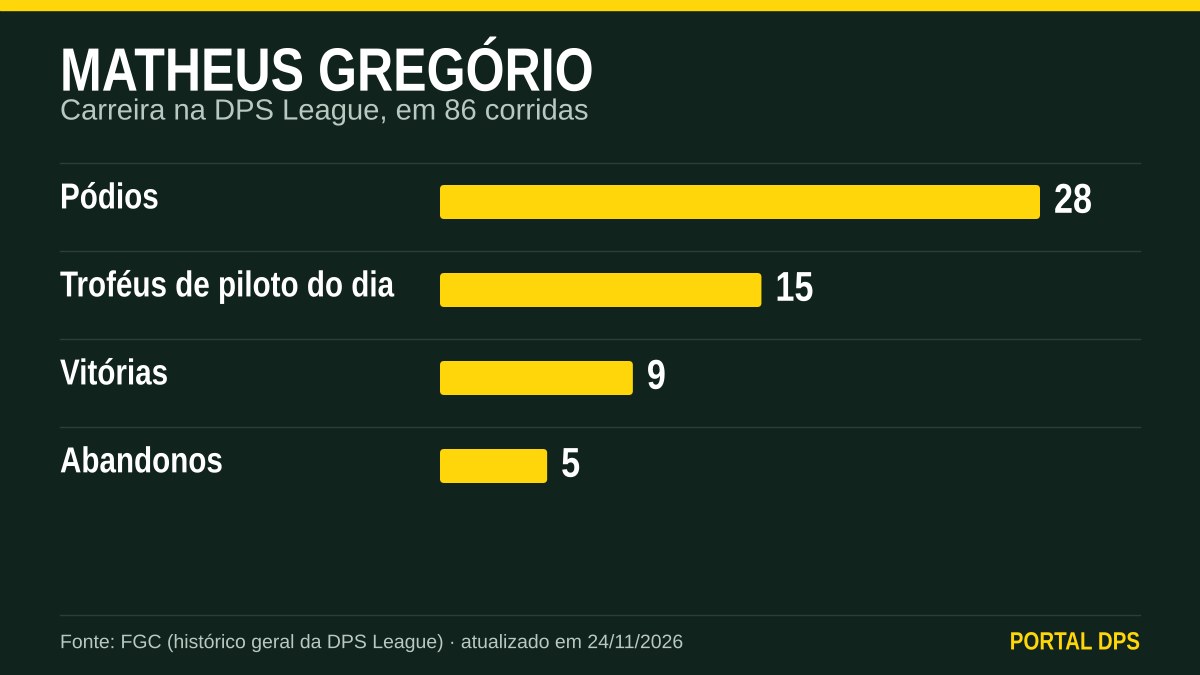 MATHEUS GREGÓRIO
Carreira na DPS League, em 86 corridas
Pódios 28
Troféus de piloto do dia 15
Vitórias 9
Abandonos 5
Fonte: FGC (histórico geral da DPS League) · atualizado em 24/11/2026 PORTAL DPS